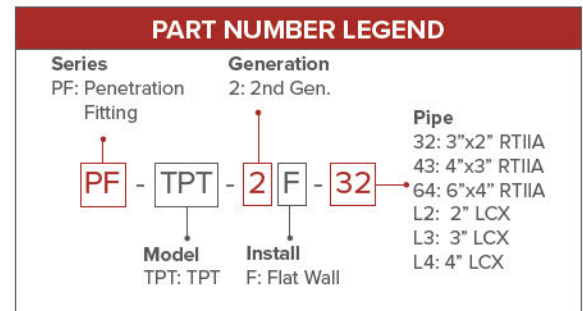 PART NUMBER LEGEND
Series
PF: Penetration
Fitting
Generation
2: 2nd Gen.
Pipe
32: 3”x2” RTIIA
43: 4”x3” RTIIA
64: 6”x4” RTIIA
L2: 2” LCX
L3: 3” LCX
L4: 4” LCX
PF - TPT - 2 F - 32
Model
TPT: TPT
Install
F: Flat Wall